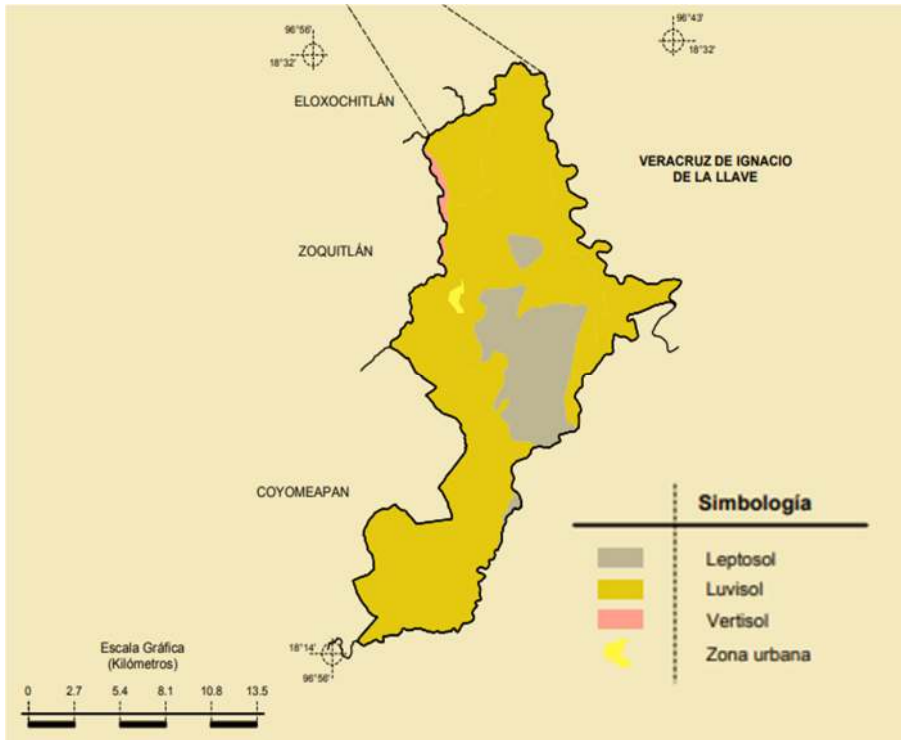 96°56'
18°32'
96°43'
18°32'
ELOXOCHITLÁN
VERACRUZ DE IGNACIO
DE LA LLAVE
ZOQUITLÁN
COYOMEAPAN
Simbología
Leptosol
Luvisol
Vertisol
Zona urbana
18°14'
96°56'
Escala Gráfica
(Kilómetros)
0 2.7 5.4 8.1 10.8 13.5